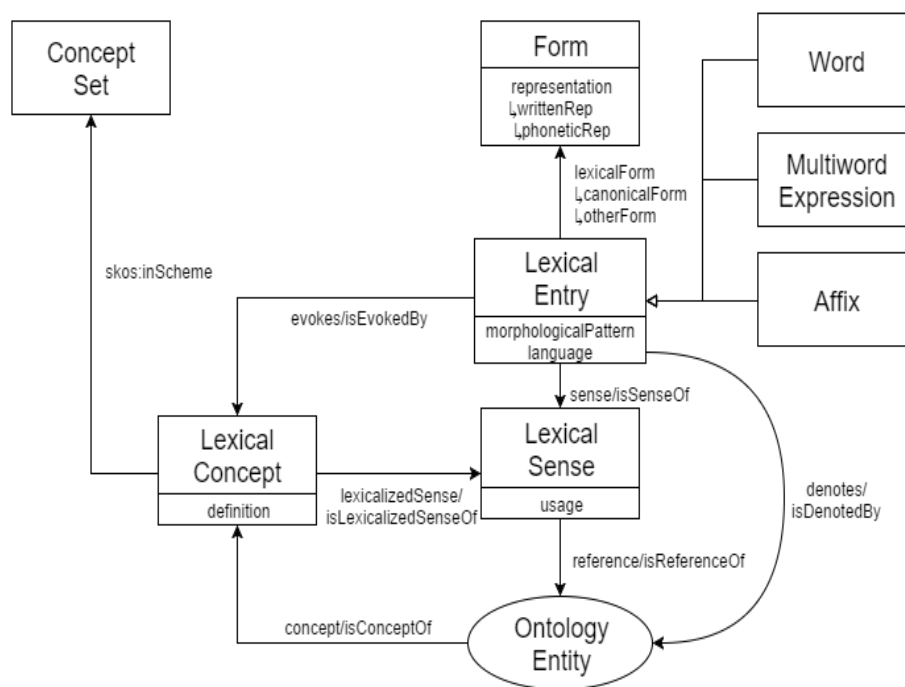 Concept
Set
Form
representation
↳writtenRep
↳phoneticRep
Word
Multiword
Expression
Affix
lexicalForm
↳canonicalForm
↳otherForm
skos:inScheme
Lexical
Entry
morphologicalPattern
language
evokes/isEvokedBy
sense/isSenseOf
Lexical
Concept
definition
lexicalizedSense/
isLexicalizedSenseOf
Lexical
Sense
usage
denotes/
isDenotedBy
reference/isReferenceOf
concept/isConceptOf
Ontology
Entity